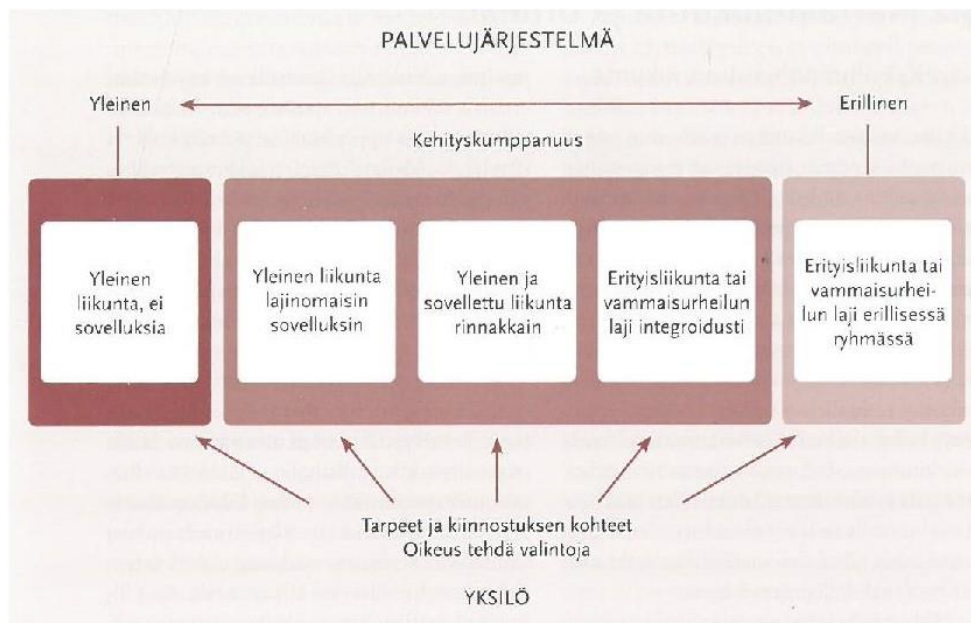 PALVELUJÄRJESTELMÄ
Yleinen
Erillinen
Kehityskumppanuus
Yleinen
liikunta, ei
sovelluksia
Yleinen liikunta
lajinomaisin
sovelluksin
Yleinen ja
sovellettu liikunta
rinnakkain
Erityisliikunta tai
vammaisurheilun
laji integroidusti
Erityisliikunta tai
vammaisurhei-
lun laji erillisessä
ryhmässä
Tarpeet ja kiinnostuksen kohteet
Oikeus tehdä valintoja
YKSILÖ